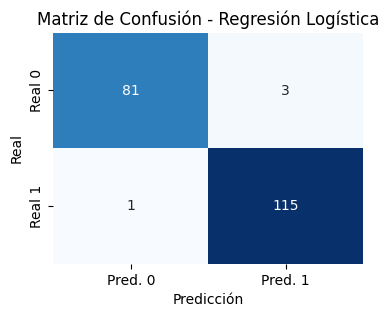 Matriz de Confusión - Regresión Logística
Real
Real 0
81
3
Real 1
1
115
Pred. 0
Pred. 1
Predicción